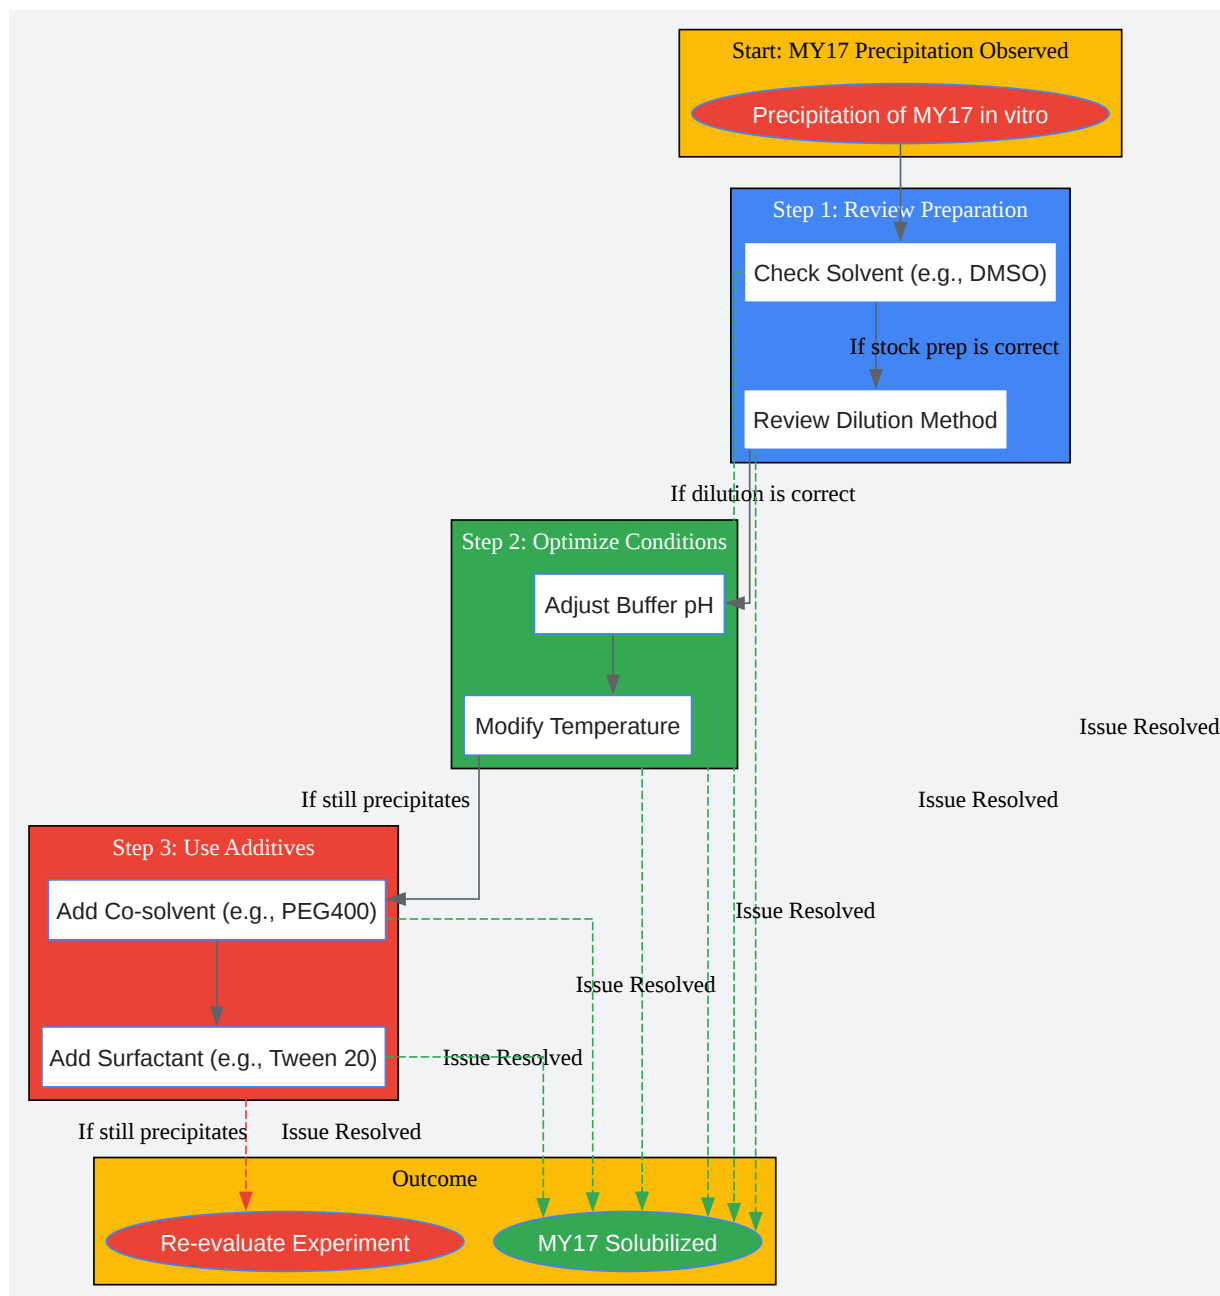 Start: MY17 Precipitation Observed
Precipitation of MY17 in vitro
Step 1: Review Preparation
Check Solvent (e.g., DMSO)
If stock prep is correct
Review Dilution Method
If dilution is correct
Step 2: Optimize Conditions
Adjust Buffer pH
Modify Temperature
Issue Resolved
If still precipitates
Issue Resolved
Step 3: Use Additives
Add Co-solvent (e.g., PEG400)
Issue Resolved
Issue Resolved
Add Surfactant (e.g., Tween 20)
Issue Resolved
If still precipitates
Issue Resolved
Outcome
Re-evaluate Experiment
MY17 Solubilized